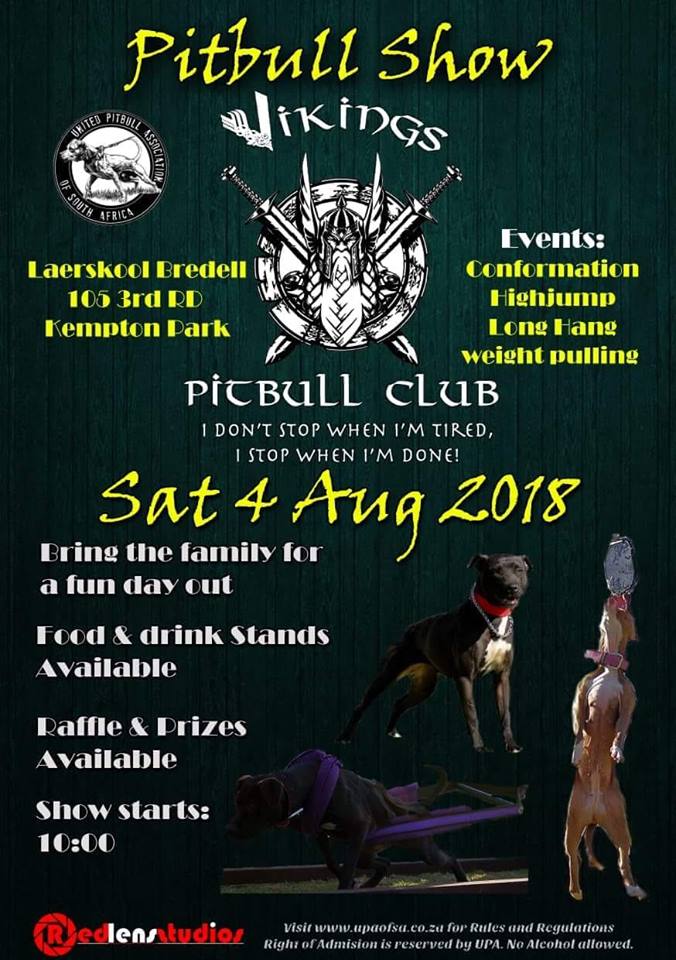 Pitbull Show
Vikings
UNITED PITBULL ASSOCIATION
OF SOUTH AFRICA
Laerskool Bredell
105 3rd RD
Kempton Park
Events:
Conformation
Highjump
Long Hang
weight pulling
PITBULL CLUB
I DON'T STOP WHEN I'M TIRED,
I STOP WHEN I'M DONE!
Sat 4 Aug 2018
Bring the family for
a fun day out
Food & drink Stands
Available
Raffle & Prizes
Available
Show starts:
10:00
Redlensstudios
Visit www.upaofsa.co.za for Rules and Regulations
Right of Admision is reserved by UPA. No Alcohol allowed.